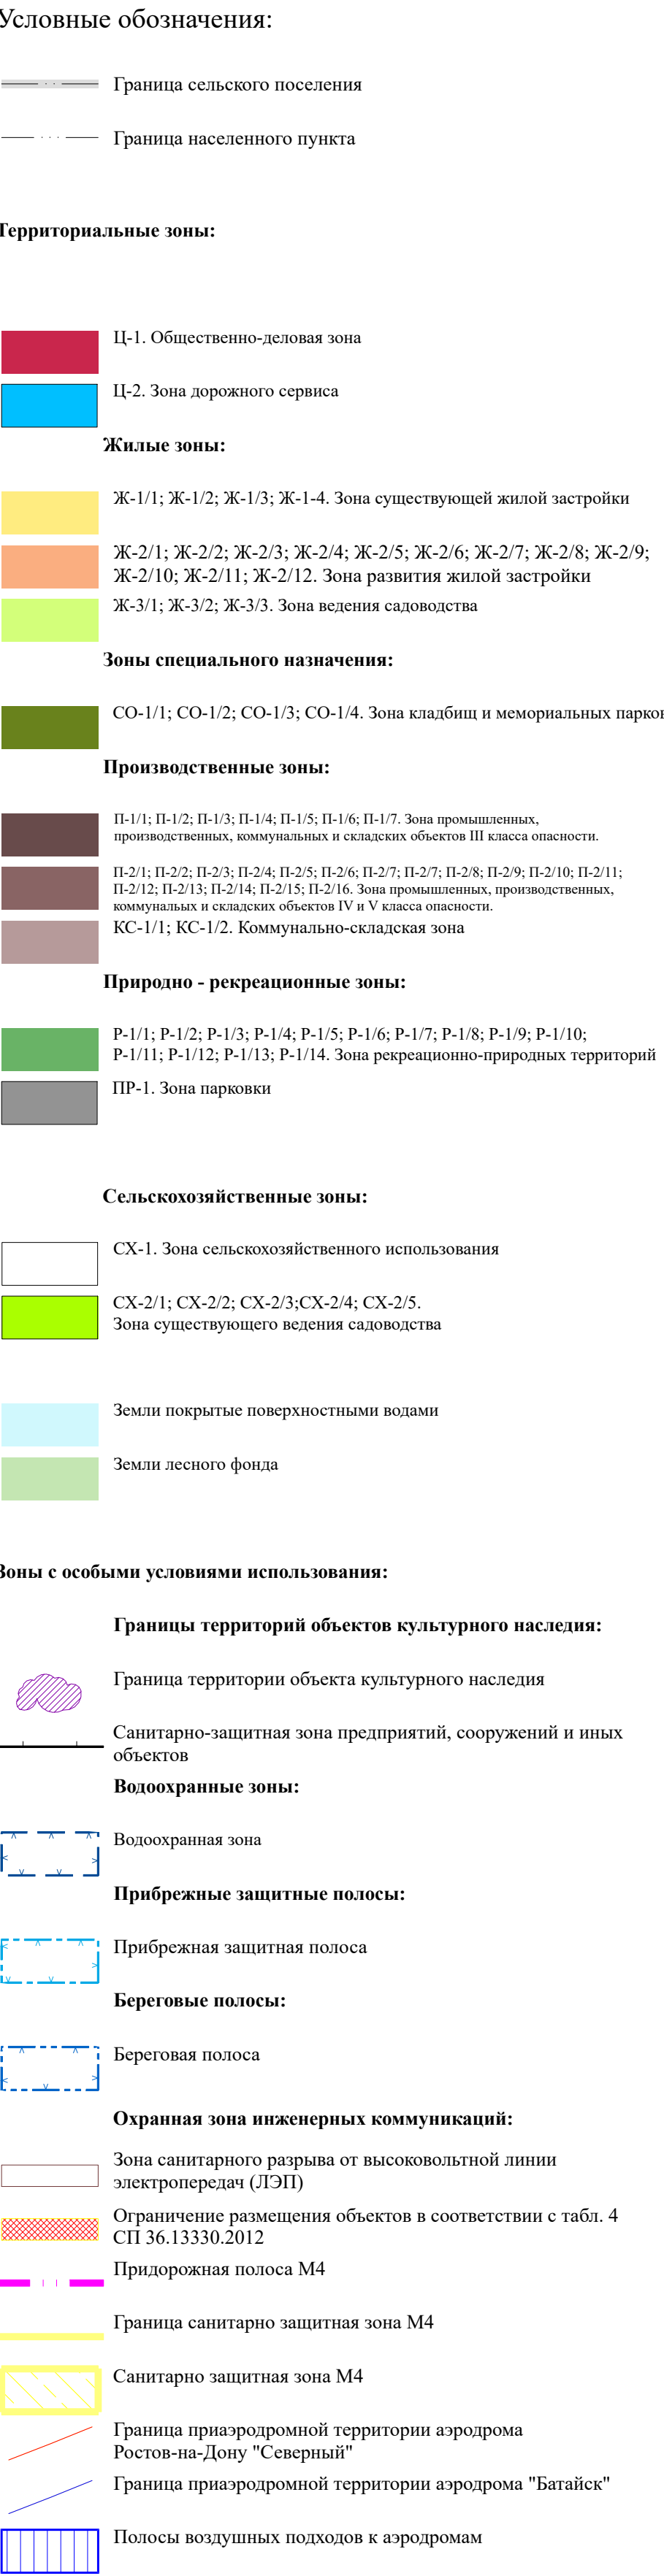 Условные обозначения:
Граница сельского поселения
Граница населенного пункта
Территориальные зоны:
Ц-1. Общественно-деловая зона
Ц-2. Зона дорожного сервиса
Жилые зоны:
Ж-1/1; Ж-1/2; Ж-1/3; Ж-1-4. Зона существующей жилой застройки
Ж-2/1; Ж-2/2; Ж-2/3; Ж-2/4; Ж-2/5; Ж-2/6; Ж-2/7; Ж-2/8; Ж-2/9;
Ж-2/10; Ж-2/11; Ж-2/12. Зона развития жилой застройки
Ж-3/1; Ж-3/2; Ж-3/3. Зона ведения садоводства
Зоны специального назначения:
СО-1/1; СО-1/2; СО-1/3; СО-1/4. Зона кладбищ и мемориальных парков
Производственные зоны:
П-1/1; П-1/2; П-1/3; П-1/4; П-1/5; П-1/6; П-1/7. Зона промышленных,
производственных, коммунальных и складских объектов III класса опасности.
П-2/1; П-2/2; П-2/3; П-2/4; П-2/5; П-2/6; П-2/7; П-2/7; П-2/8; П-2/9; П-2/10; П-2/11;
П-2/12; П-2/13; П-2/14; П-2/15; П-2/16. Зона промышленных, производственных,
коммуналых и складских объектов IV и V класса опасности.
КС-1/1; КС-1/2. Коммунально-складская зона
Природно - рекреационные зоны:
Р-1/1; Р-1/2; Р-1/3; Р-1/4; Р-1/5; Р-1/6; Р-1/7; Р-1/8; Р-1/9; Р-1/10;
Р-1/11; Р-1/12; Р-1/13; Р-1/14. Зона рекреационно-природных территорий
ПР-1. Зона парковки
Сельскохозяйственные зоны:
СХ-1. Зона сельскохозяйственного использования
СХ-2/1; СХ-2/2; СХ-2/3;СХ-2/4; СХ-2/5.
Зона существующего ведения садоводства
Земли покрытые поверхностными водами
Земли лесного фонда
Зоны с особыми условиями использования:
Границы территорий объектов культурного наследия:
Граница территории объекта культурного наследия
Санитарно-защитная зона предприятий, сооружений и иных
объектов
Водоохранные зоны:
Водоохранная зона
Прибрежные защитные полосы:
Прибрежная защитная полоса
Береговые полосы:
Береговая полоса
Охранная зона инженерных коммуникаций:
Зона санитарного разрыва от высоковольтной линии
электропередач (ЛЭП)
Ограничение размещения объектов в соответствии с табл. 4
СП 36.13330.2012
Придорожная полоса М4
Граница санитарно защитная зона М4
Санитарно защитная зона М4
Граница приаэродромной территории аэродрома
Ростов-на-Дону "Северный"
Граница приаэродромной территории аэродрома "Батайск"
Полосы воздушных подходов к аэродромам